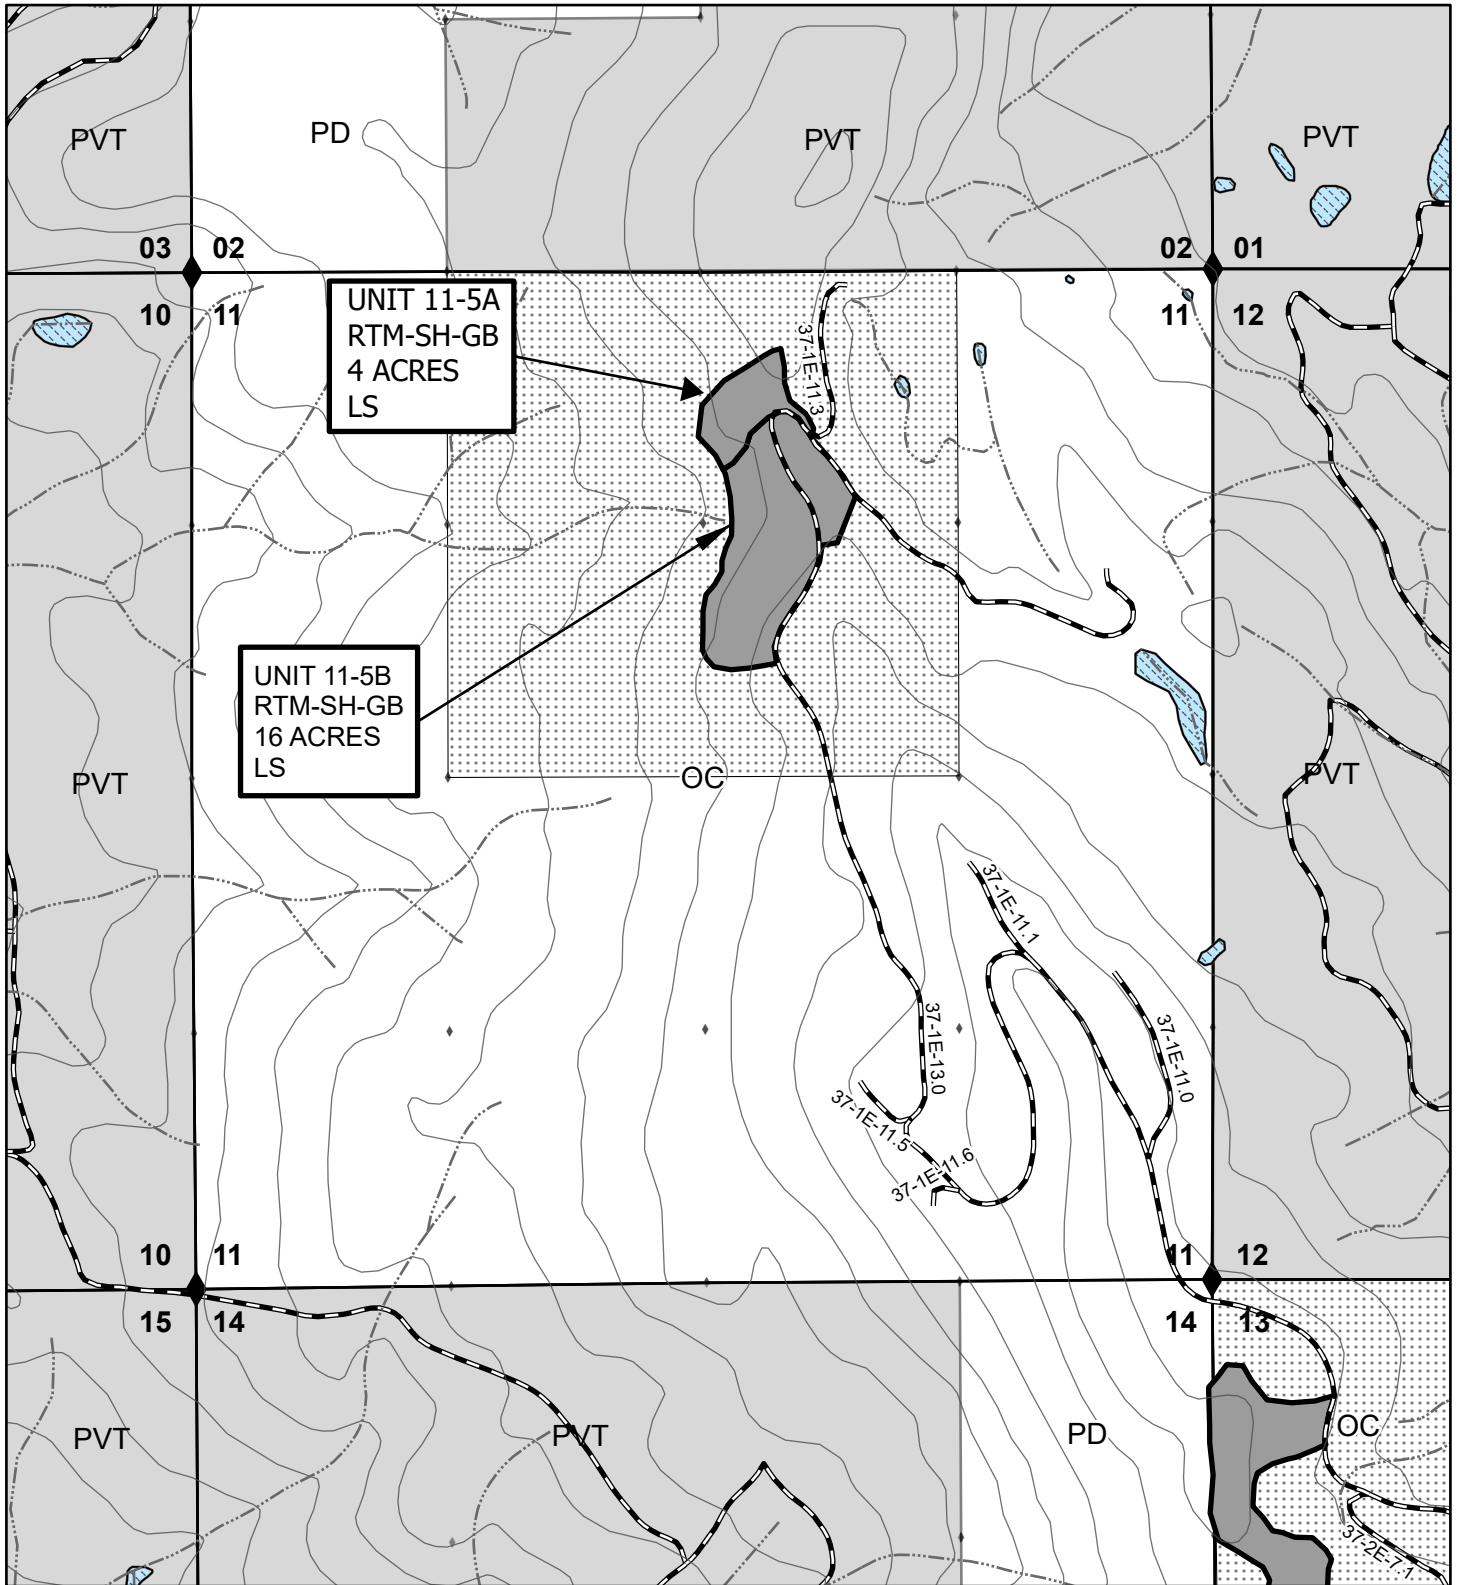 PVT
PD
PVT
PVT
03
02
02
01
10
11
11
12
UNIT 11-5A
RTM-SH-GB
4 ACRES
LS
37-1E-11.3
UNIT 11-5B
RTM-SH-GB
16 ACRES
LS
PVT
OC
PVT
37-1E-11.1
37-1E-13.0
37-1E-11.0
37-1E-11.5
37-1E-11.6
10
11
11
12
15
14
14
13
PVT
PVT
PD
OC
37-2E-7.1